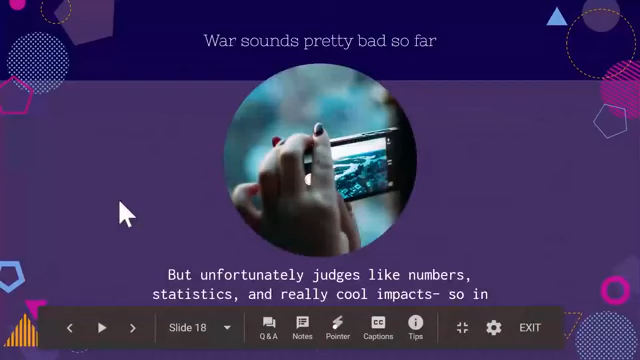 War sounds pretty bad so far
But unfortunately judges like numbers,
statistics, and really cool impacts- so in
Slide 18
Q & A
Notes
Pointer
Captions
Tips
EXIT